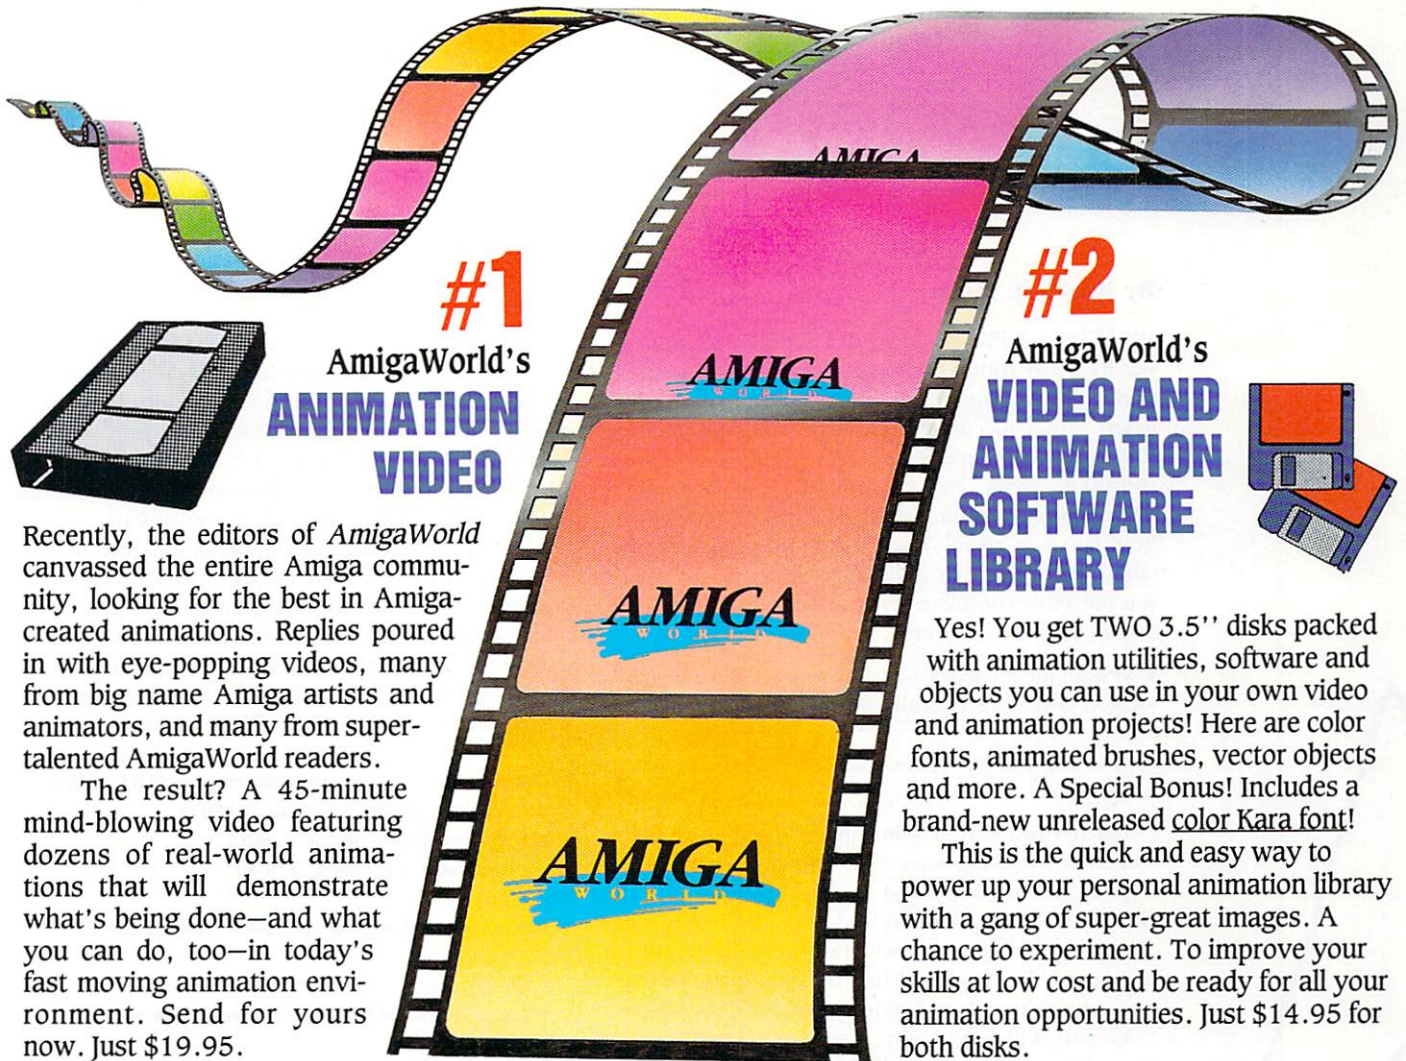 #1
AmigaWorld's
ANIMATION
VIDEO
Recently, the editors of AmigaWorld
canvassed the entire Amiga commu-
nity, looking for the best in Amiga-
created animations. Replies poured
in with eye-popping videos, many
from big name Amiga artists and
animators, and many from super-
talented AmigaWorld readers.
The result? A 45-minute
mind-blowing video featuring
dozens of real-world anima-
tions that will demonstrate
what's being done—and what
you can do, too—in today's
fast moving animation envi-
ronment. Send for yours
now. Just $19.95.
AMIGA
AMIGA
WORLD
AMIGA
WORLD
AMIGA
WORLD
#2
AmigaWorld's
VIDEO AND
ANIMATION
SOFTWARE
LIBRARY
Yes! You get TWO 3.5'' disks packed
with animation utilities, software and
objects you can use in your own video
and animation projects! Here are color
fonts, animated brushes, vector objects
and more. A Special Bonus! Includes a
brand-new unreleased color Kara font!
This is the quick and easy way to
power up your personal animation library
with a gang of super-great images. A
chance to experiment. To improve your
skills at low cost and be ready for all your
animation opportunities. Just $14.95 for
both disks.